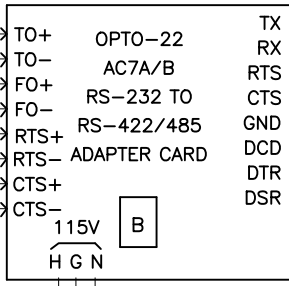 TO+
TO-
FO+
FO-
RTS+
RTS-
CTS+
CTS-
OPTO-22
AC7A/B
RS-232 TO
RS-422/485
ADAPTER CARD
TX
RX
RTS
CTS
GND
DCD
DTR
DSR
115V
B
H G N